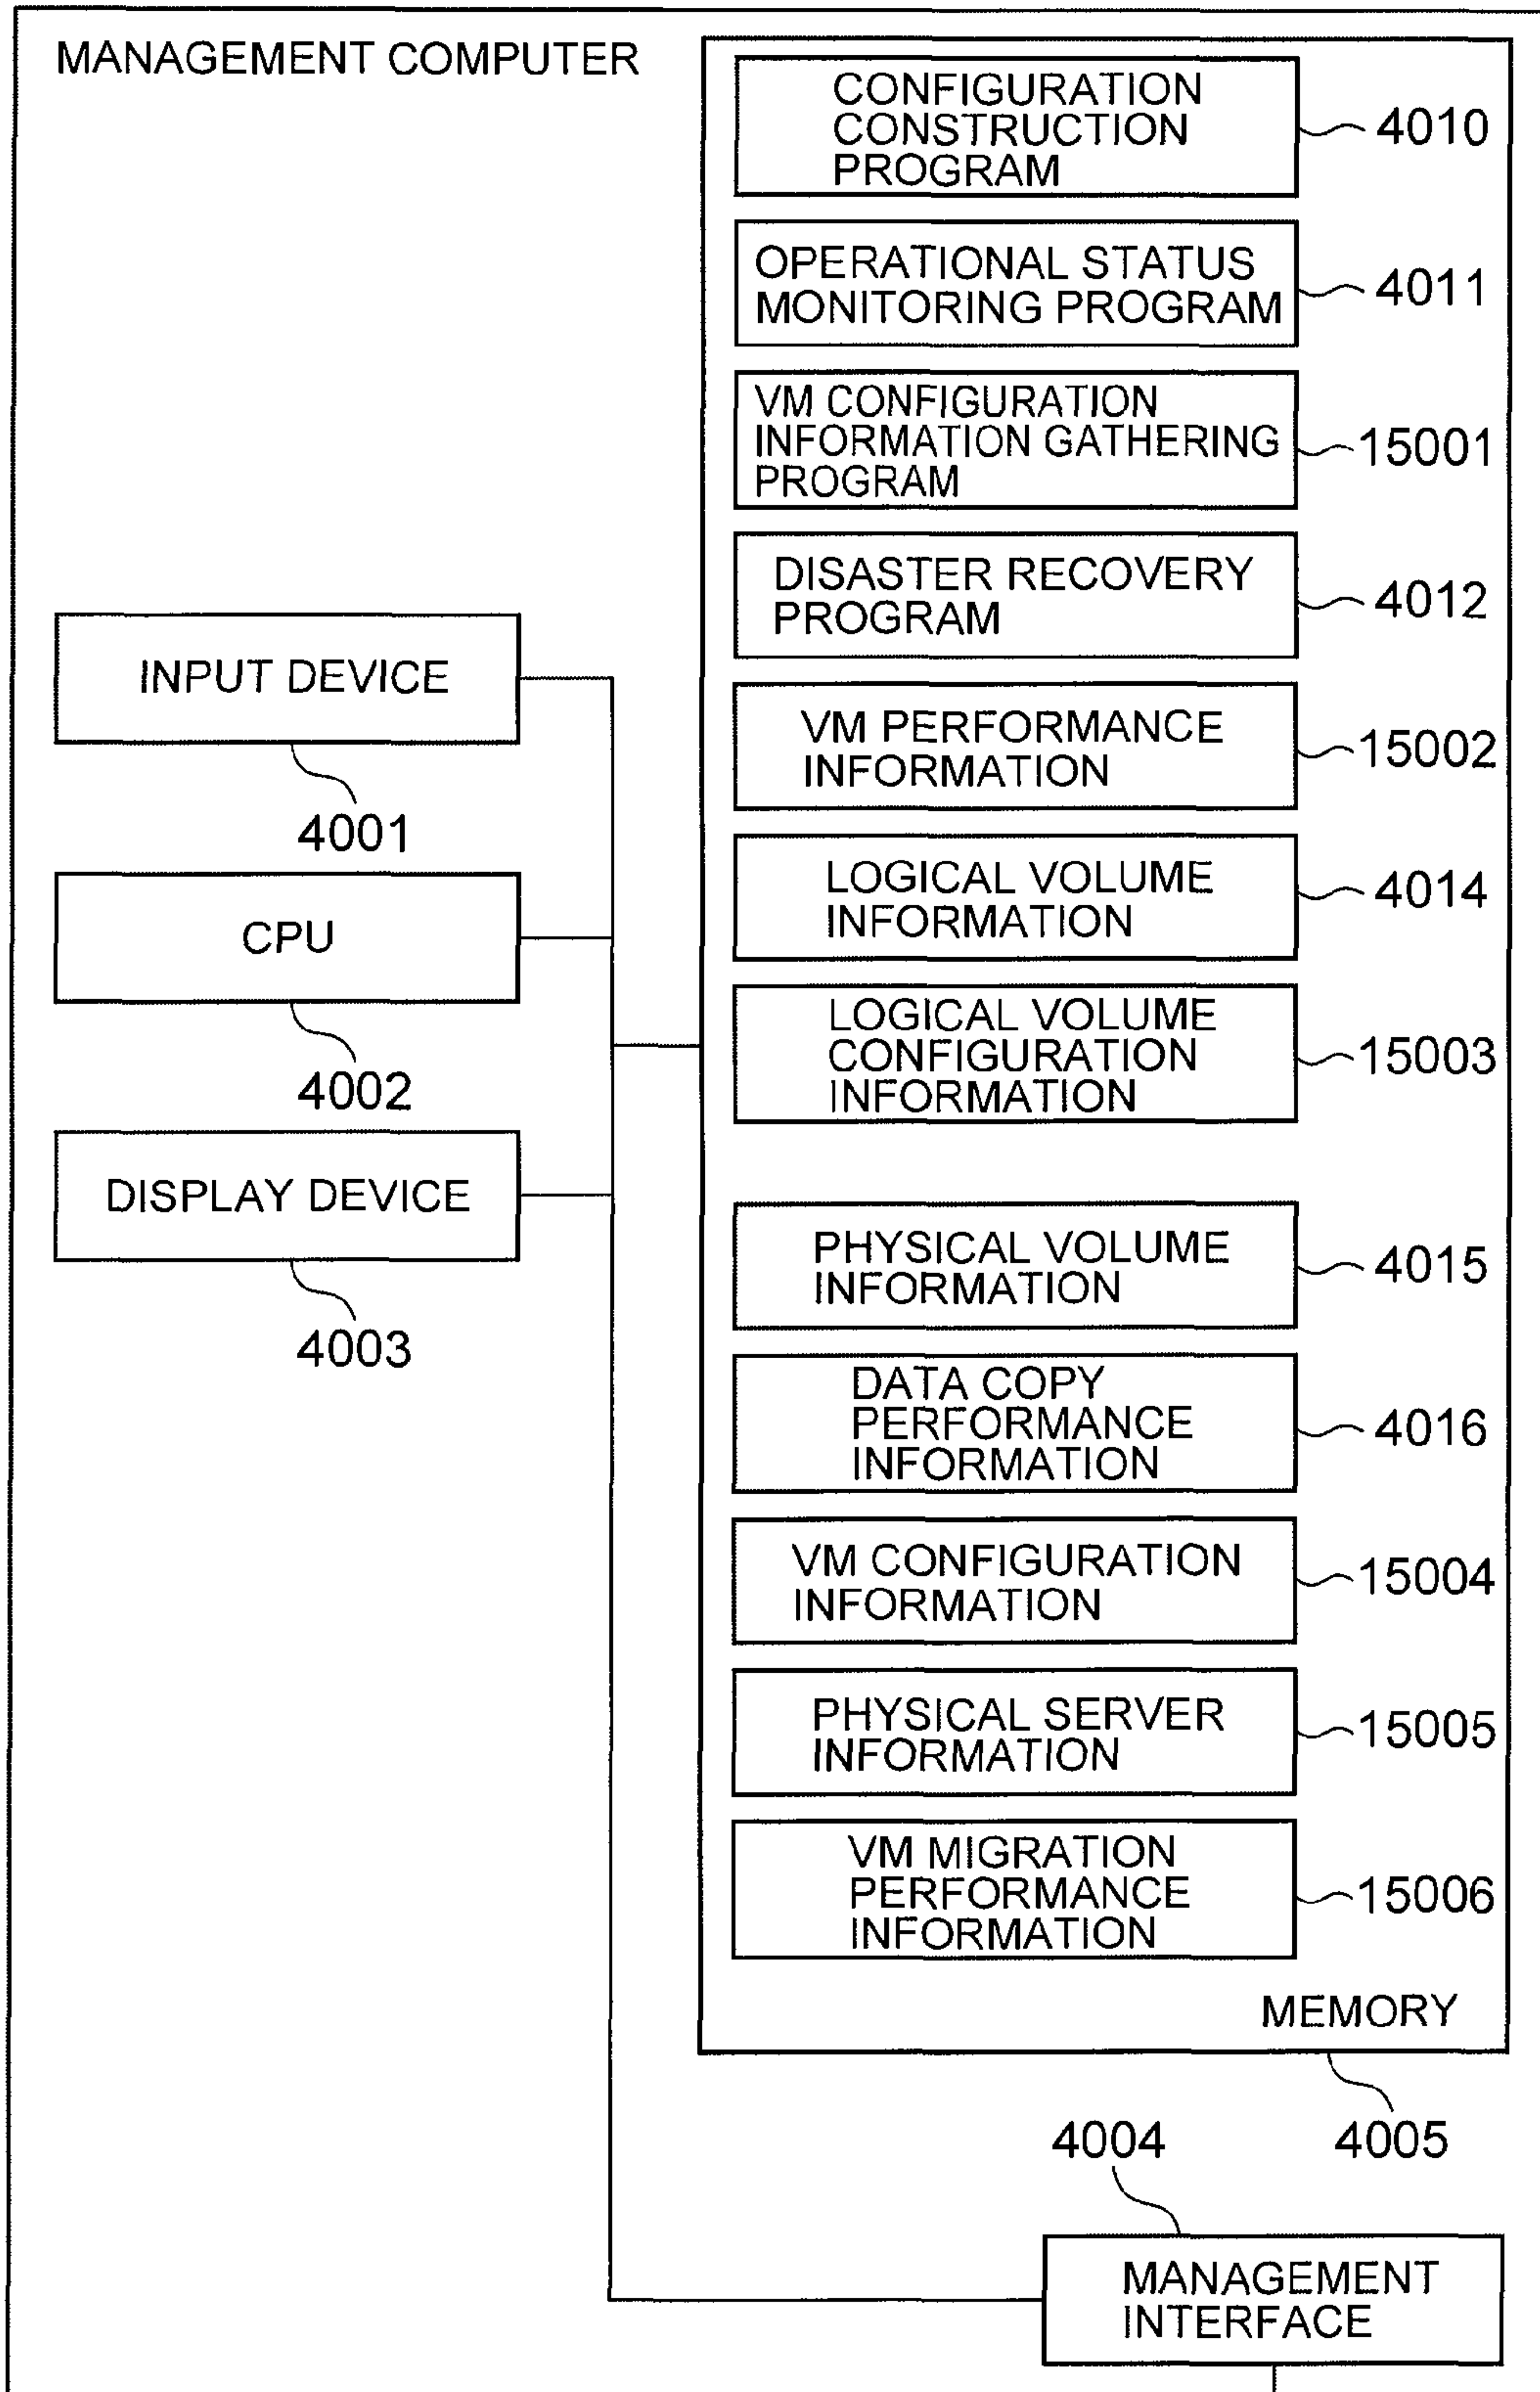 MANAGEMENT COMPUTER
CONFIGURATION
CONSTRUCTION
PROGRAM
4010
OPERATIONAL STATUS
MONITORING PROGRAM
4011
VM CONFIGURATION
INFORMATION GATHERING
PROGRAM
15001
DISASTER RECOVERY
PROGRAM
4012
INPUT DEVICE
4001
VM PERFORMANCE
INFORMATION
15002
LOGICAL VOLUME
INFORMATION
4014
CPU
4002
LOGICAL VOLUME
CONFIGURATION
INFORMATION
15003
DISPLAY DEVICE
4003
PHYSICAL VOLUME
INFORMATION
4015
DATA COPY
PERFORMANCE
INFORMATION
4016
VM CONFIGURATION
INFORMATION
15004
PHYSICAL SERVER
INFORMATION
15005
VM MIGRATION
PERFORMANCE
INFORMATION
15006
MEMORY
4005
4004
MANAGEMENT
INTERFACE